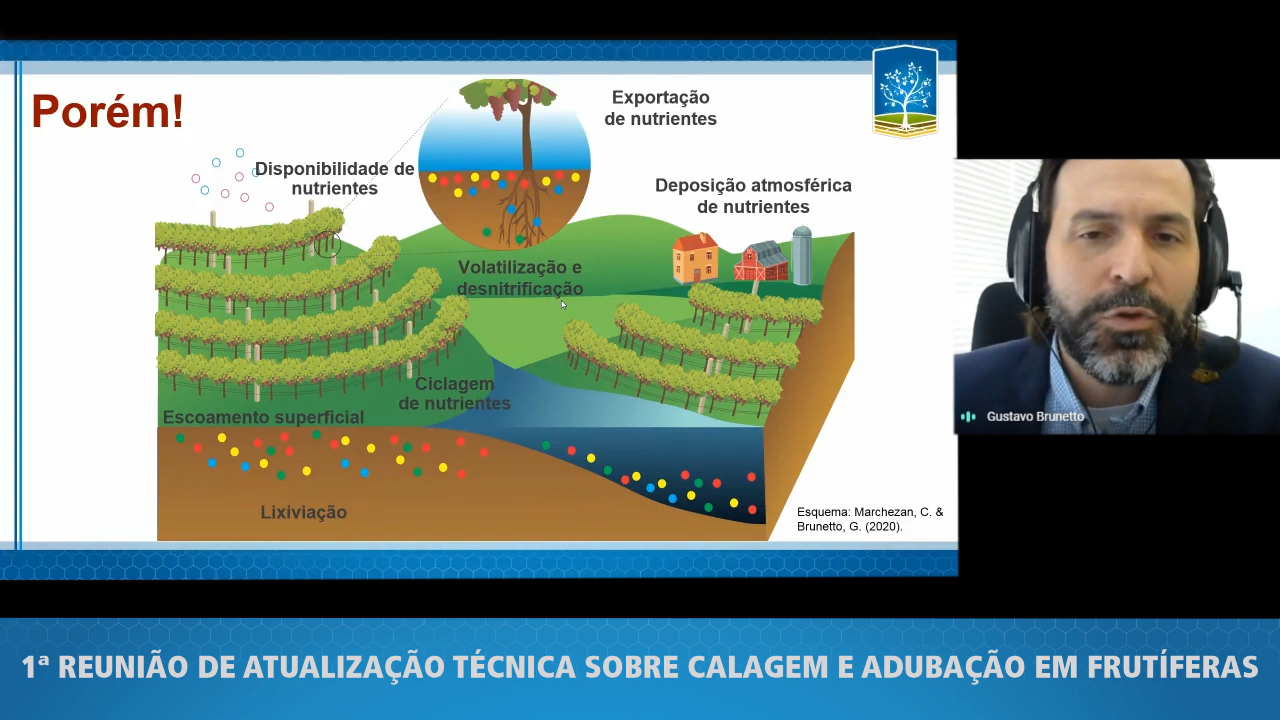 Porém!
Exportação
de nutrientes
Disponibilidade de
nutrientes
Deposição atmosférica
de nutrientes
Volatilização e
desnitrificação
Ciclagem
de nutrientes
Escoamento superficial
Lixiviação
Esquema: Marchezan, C. &
Brunetto, G. (2020).
Gustavo Brunetto
1ª REUNIÃO DE ATUALIZAÇÃO TÉCNICA SOBRE CALAGEM E ADUBAÇÃO EM FRUTÍFERAS